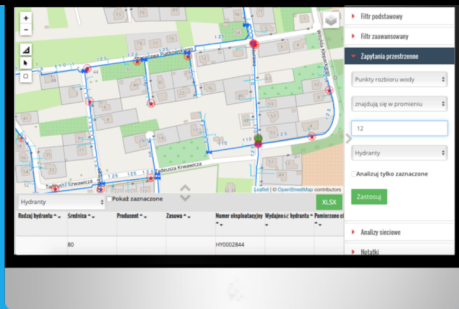 Filtr podstawowy
Filtr zaawansowany
Zapytania przestrzenne
Punkty rozbioru wody
znajdują się w promieniu
12
Hydranty
Analizuj tylko zaznaczone
Zastosuj
Analizy sieciowe
Notatki
Tadeusza Krwawicza
Leaflet | © OpenStreetMap contributors
Hydranty
Pokaż zaznaczone
XLSX
Rodzaj hydrantu Średnica Producent Zasuwa Numer eksploatacyjny Wydajność hydrantu
80 HY0002844